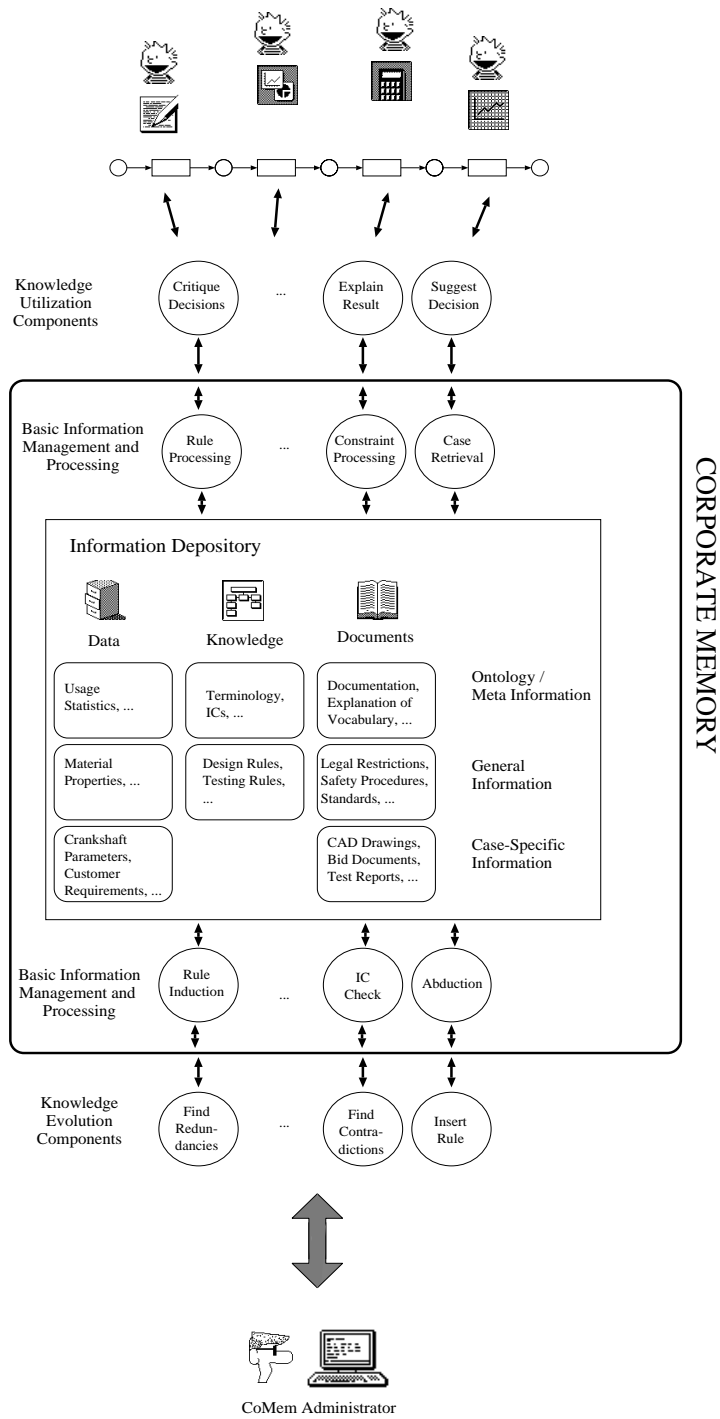 Knowledge
Utilization
Components
Critique
Decisions
...
Explain
Result
Suggest
Decision
CORPORATE MEMORY
Basic Information
Management and
Processing
Rule
Processing
...
Constraint
Processing
Case
Retrieval
Information Depository
Data
Knowledge
Documents
Usage
Statistics, ...
Terminology,
ICs, ...
Documentation,
Explanation of
Vocabulary, ...
Ontology /
Meta Information
Material
Properties, ...
Design Rules,
Testing Rules,
...
Legal Restrictions,
Safety Procedures,
Standards, ...
General
Information
Crankshaft
Parameters,
Customer
Requirements, ...
CAD Drawings,
Bid Documents,
Test Reports, ...
Case-Specific
Information
Basic Information
Management and
Processing
Rule
Induction
...
IC
Check
Abduction
Knowledge
Evolution
Components
Find
Redun-
dancies
...
Find
Contra-
dictions
Insert
Rule
CoMem Administrator